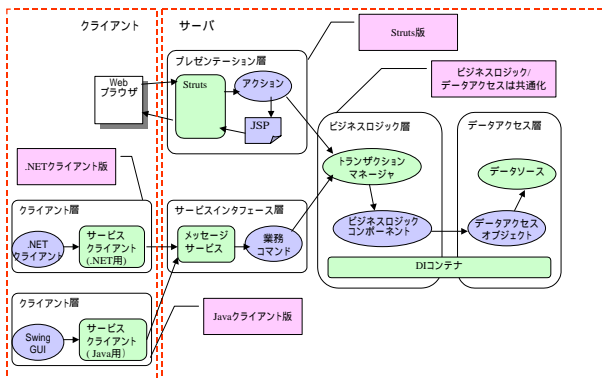 クライアント
サーバ
Struts版
プレゼンテーション層
Web
ブラウザ
Struts
アクション
JSP
ビジネスロジック/
データアクセスは共通化
ビジネスロジック層
データアクセス層
.NETクライアント版
トランザクション
マネージャ
データソース
クライアント層
サービスインタフェース層
.NET
クライアント
サービス
クライアント
(.NET用)
メッセージ
サービス
業務
コマンド
ビジネスロジック
コンポーネント
データアクセス
オブジェクト
DIコンテナ
クライアント層
Swing
GUI
サービス
クライアント
(Java用)
Javaクライアント版